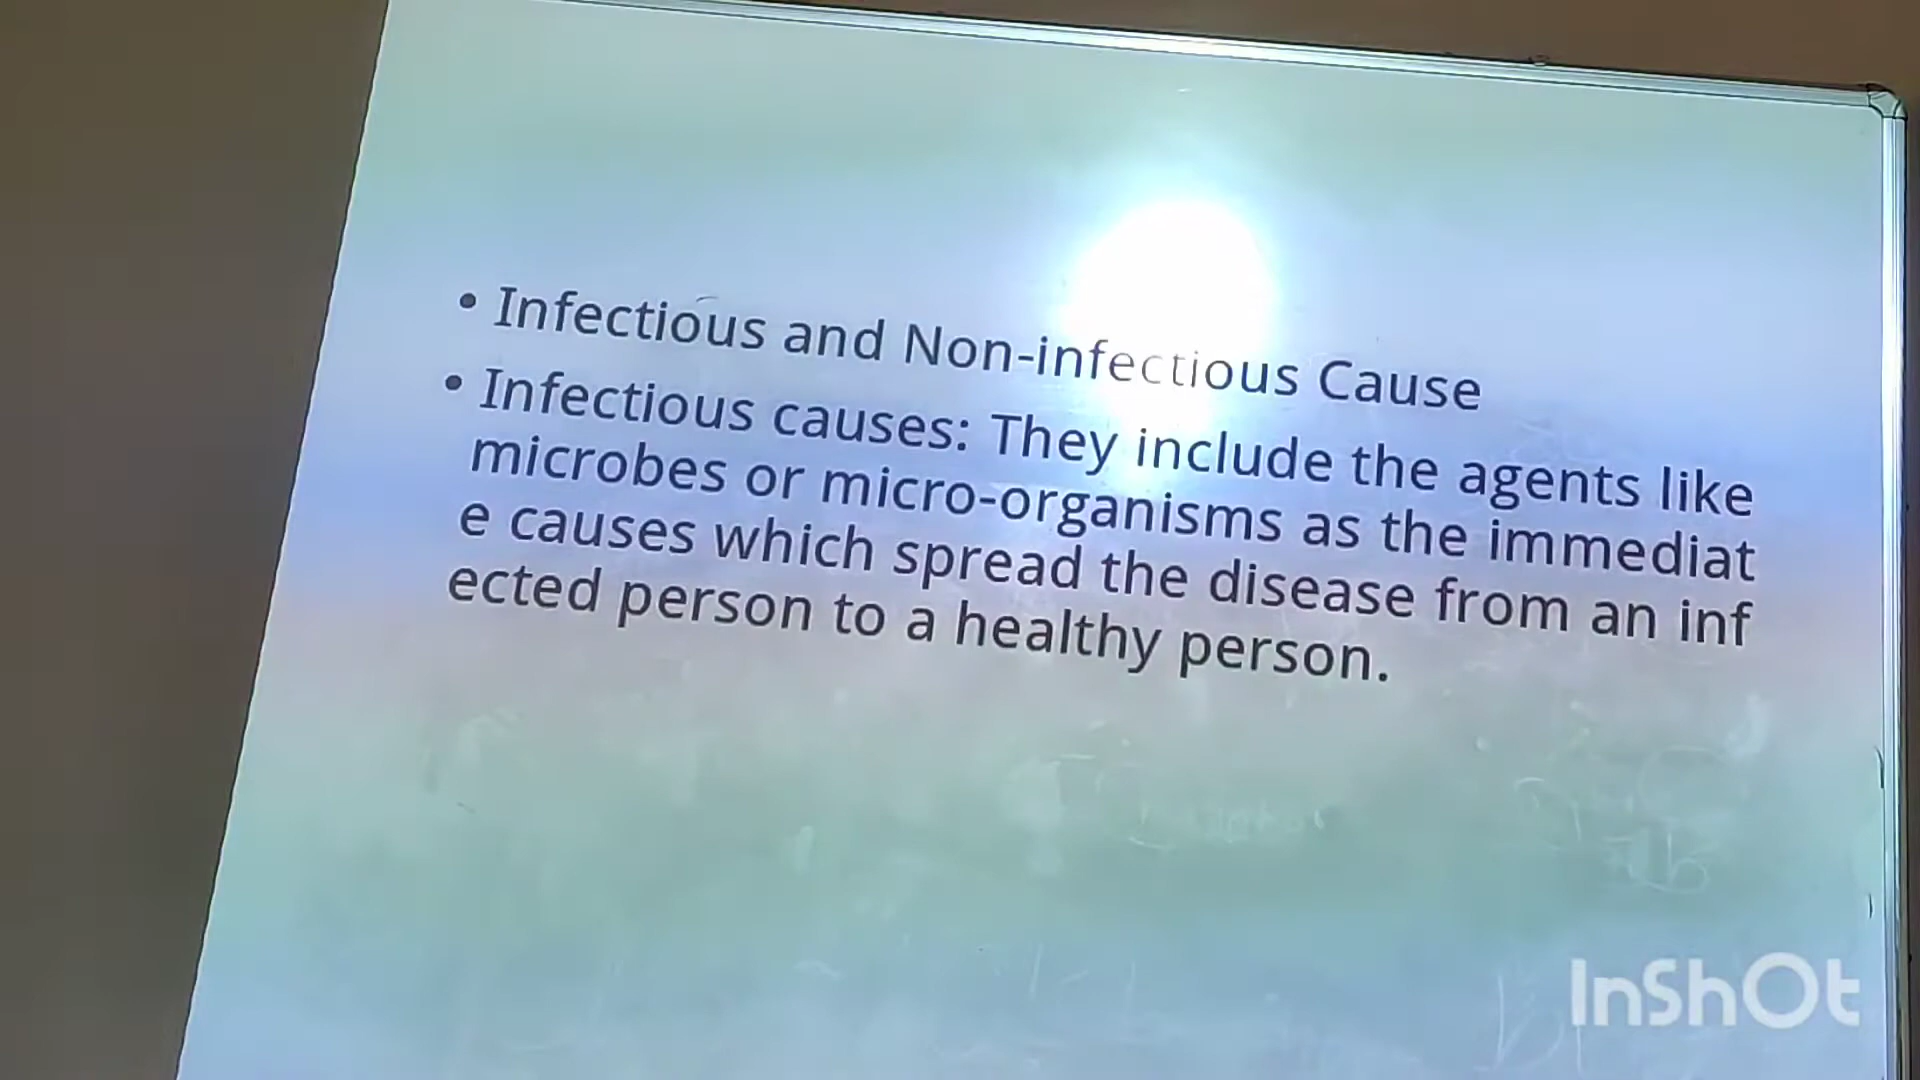 • Infectious and Non-infectious Cause
• Infectious causes: They include the agents like
microbes or micro-organisms as the immediat
e causes which spread the disease from an inf
ected person to a healthy person.
InShOt